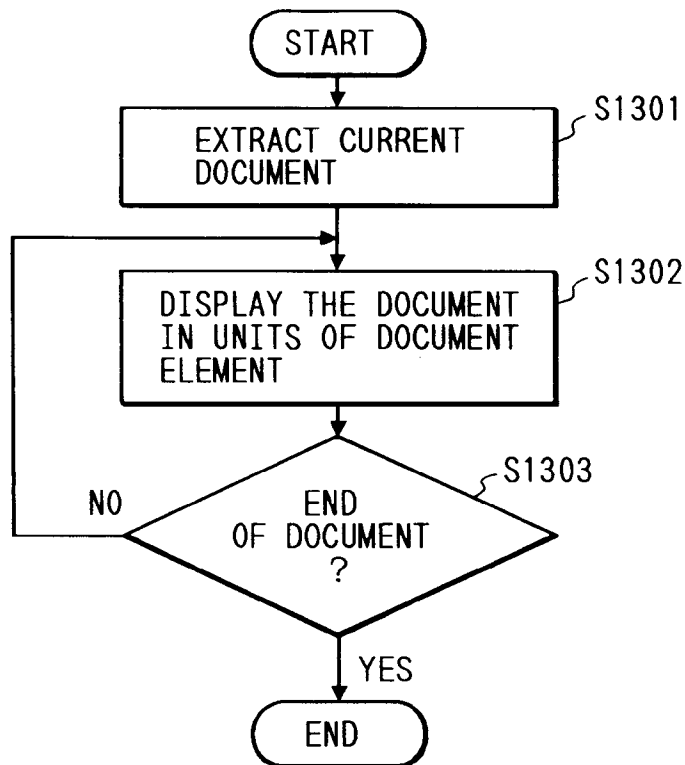 START
S1301
EXTRACT CURRENT
DOCUMENT
S1302
DISPLAY THE DOCUMENT
IN UNITS OF DOCUMENT
ELEMENT
S1303
NO
END
OF DOCUMENT
?
YES
END